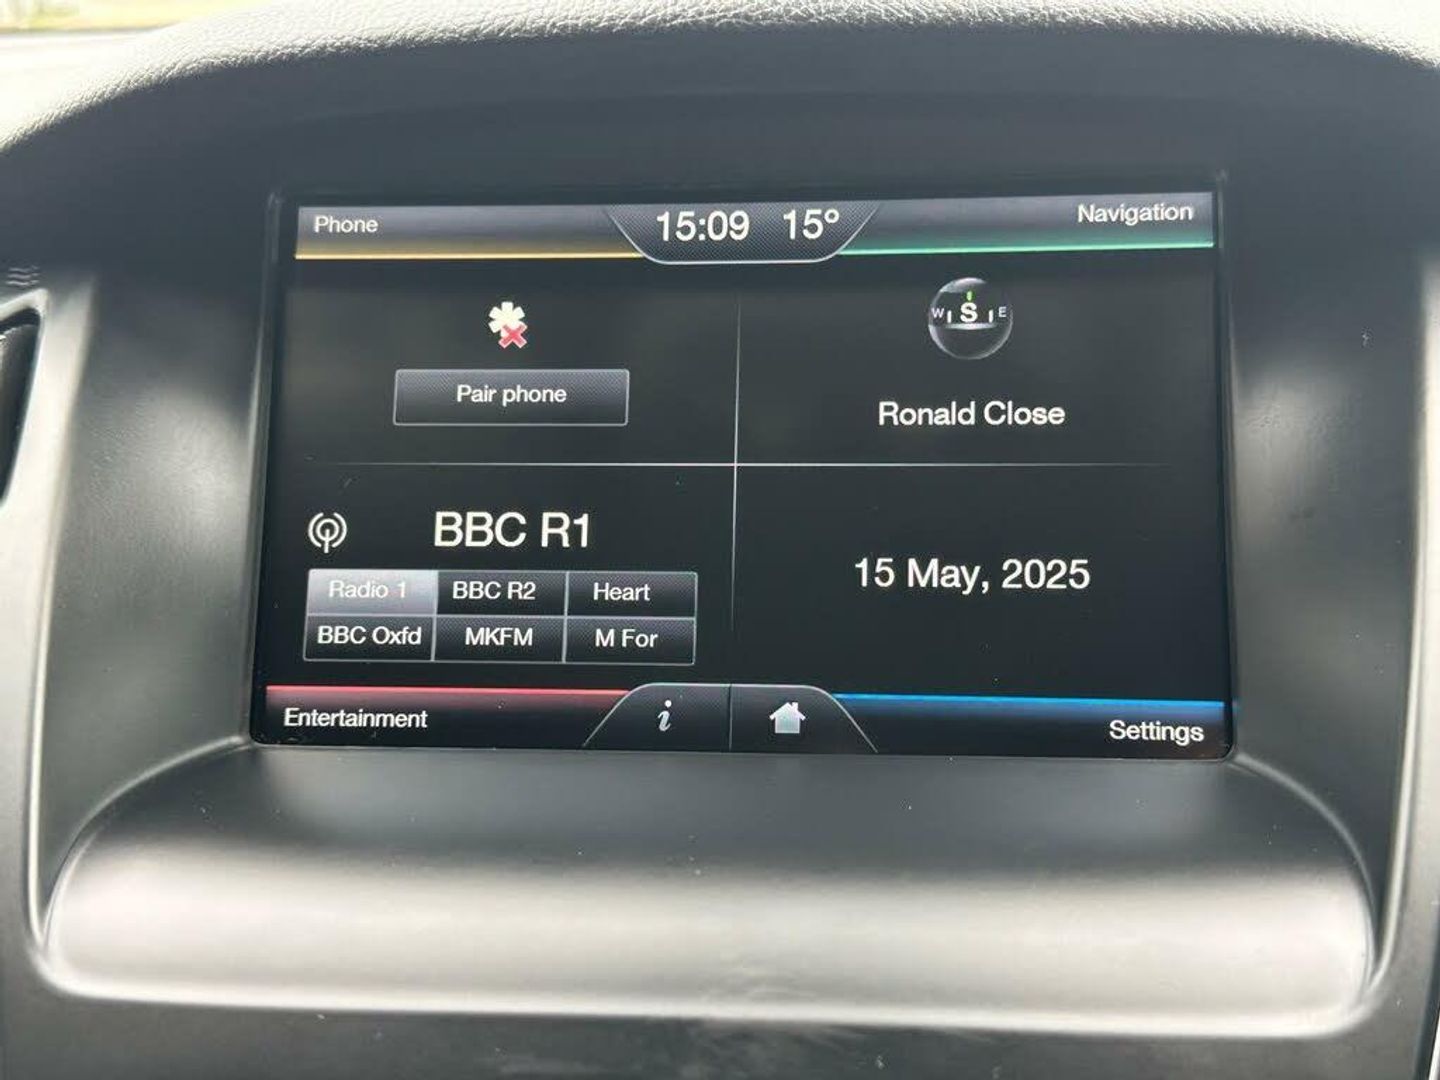 Phone
15:09 15°
Navigation
Pair phone
W S E
Ronald Close
BBC R1
Radio 1 BBC R2 Heart
BBC Oxfd MKFM M For
15 May, 2025
Entertainment
i
Settings